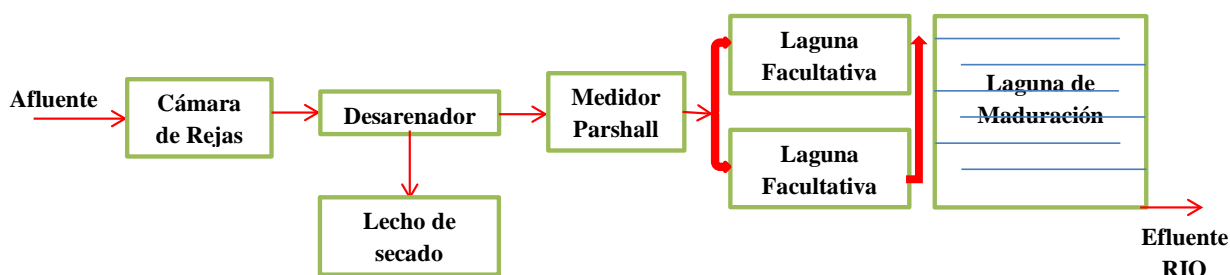 Afluente
Cámara
de Rejas
Desarenador
Lecho de
secado
Medidor
Parshall
Laguna
Facultativa
Laguna
Facultativa
Laguna de
Maduración
Efluente
RIO